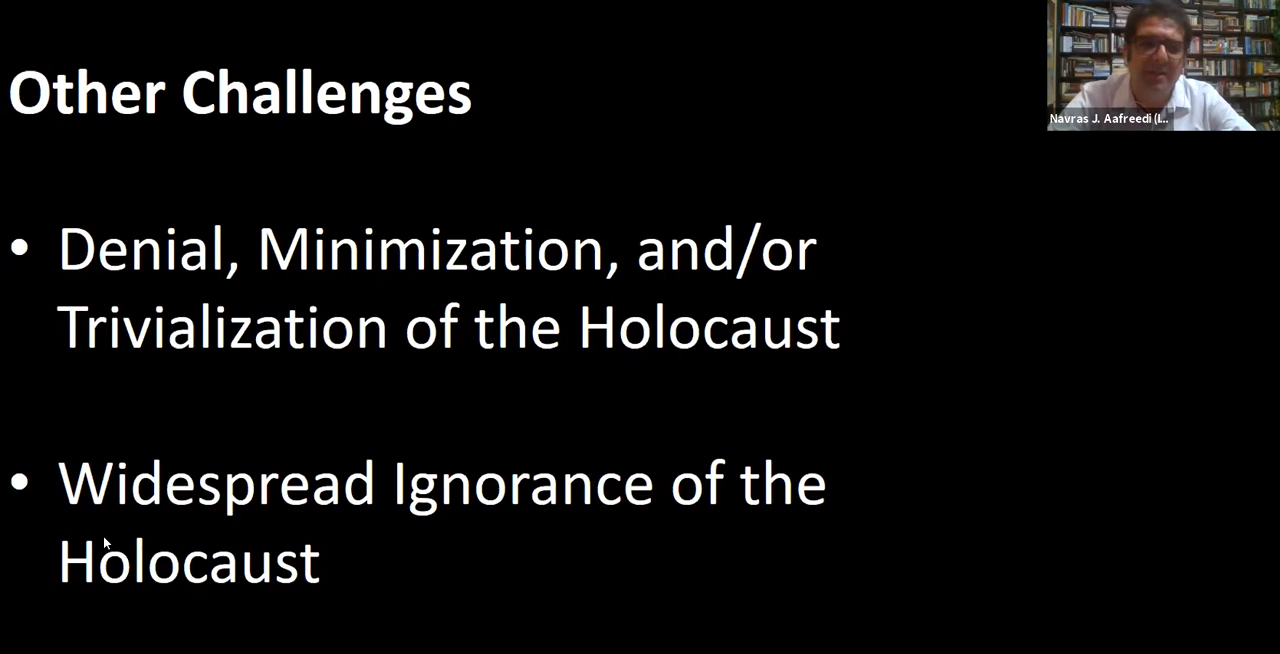 Other Challenges
Navras J. Aafreedi (I...
• Denial, Minimization, and/or
Trivialization of the Holocaust
• Widespread Ignorance of the
Holocaust